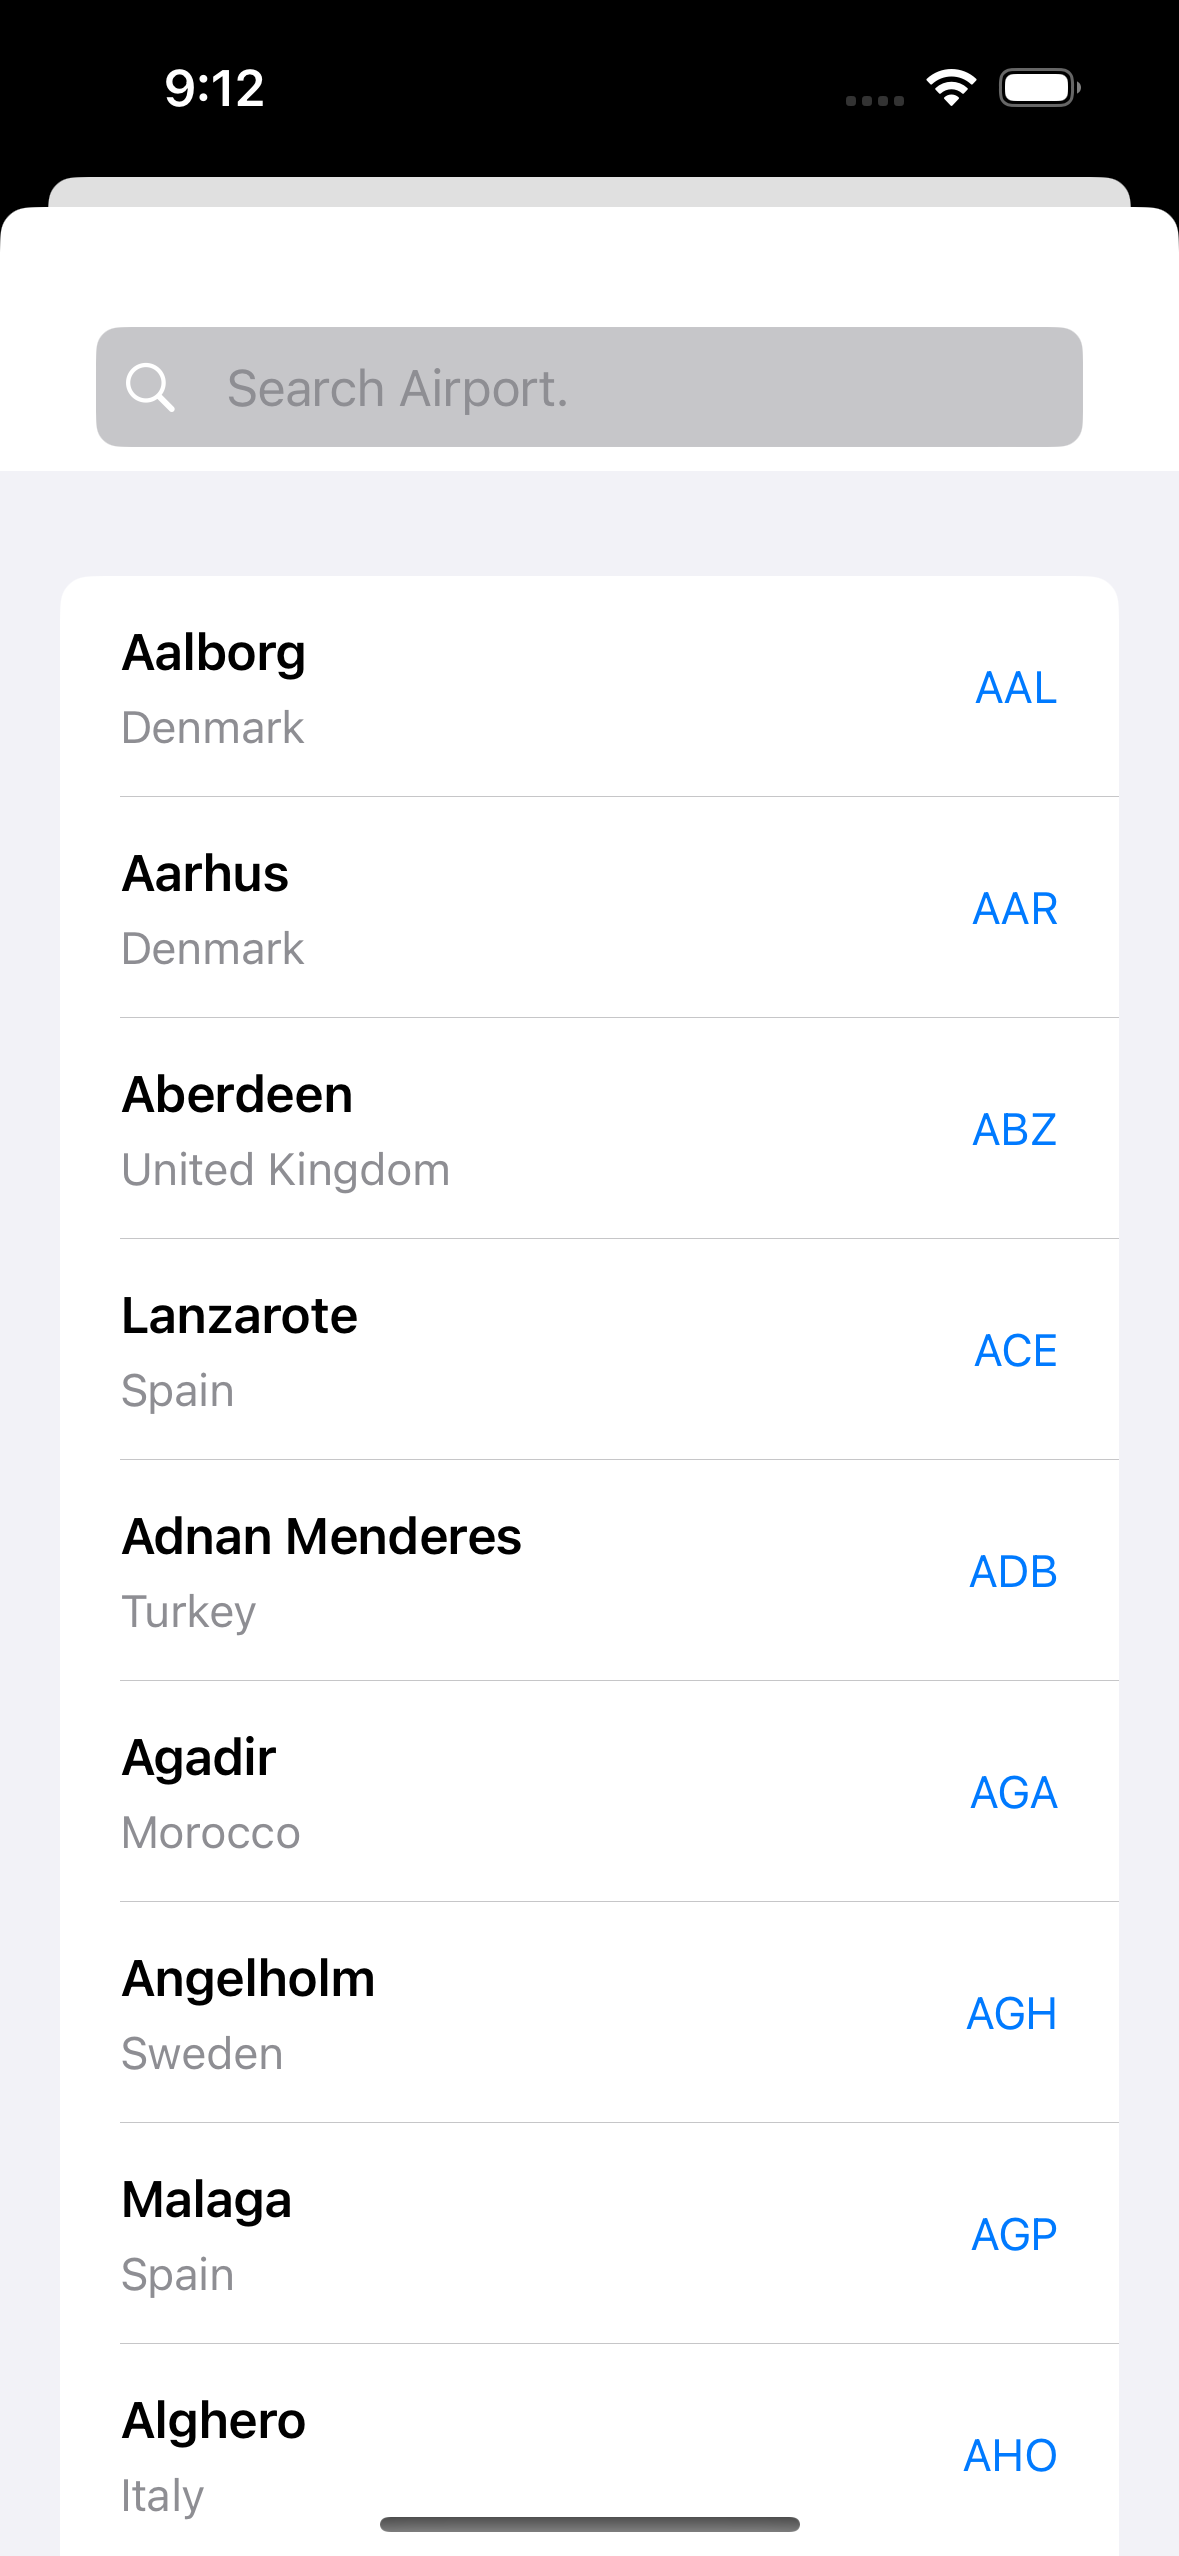 9:12
Search Airport.
Aalborg
Denmark
AAL
Aarhus
Denmark
AAR
Aberdeen
United Kingdom
ABZ
Lanzarote
Spain
ACE
Adnan Menderes
Turkey
ADB
Agadir
Morocco
AGA
Angelholm
Sweden
AGH
Malaga
Spain
AGP
Alghero
Italy
AHO